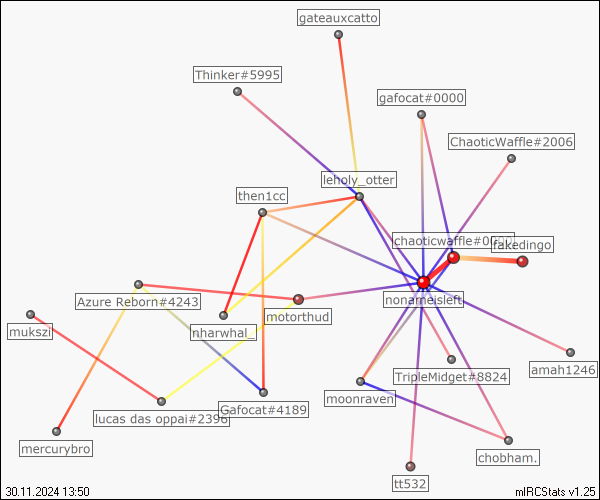 gateauxcatto
Thinker#5995
gafocat#0000
ChaoticWaffle#2006
leholy_otter
then1cc
chaoticwaffle#0
fakedingo
nonameisleft
Azure Reborn#4243
motorthud
mukszi
nharwhal_
amah1246
TripleMidget#8824
moonraven
Gafocat#4189
lucas das oppai#2396
mercurybro
chobham.
tt532
30.11.2024 13:50
mIRCStats v1.25